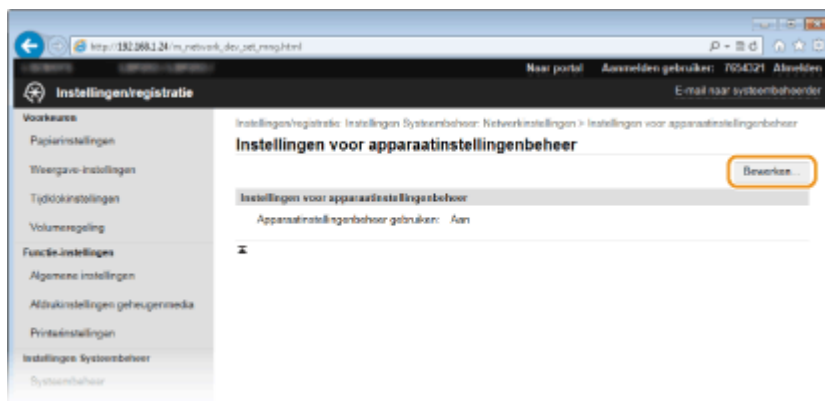 http://192.168.1.24/m_network_dev_set_mng.html
Naar portal Aanmelden gebruiker: 7654321 Afmelden
Instellingen/registratie
E-mail naar systeembeheerder
Voorkeuren
Papierinstellingen
Weergave-instellingen
Tijdklokinstellingen
Volumeregeling
Functie-instellingen
Algemene instellingen
Afdrukinstellingen geheugenmedia
Printerinstellingen
Instellingen Systeembeheer
Systeembeheer
Instellingen/registratie: Instellingen Systeembeheer: Netwerkinstellingen > Instellingen voor apparaatinstellingenbeheer
Instellingen voor apparaatinstellingenbeheer
Bewerken...
Instellingen voor apparaatinstellingenbeheer
Apparaatinstellingenbeheer gebruiken: Aan